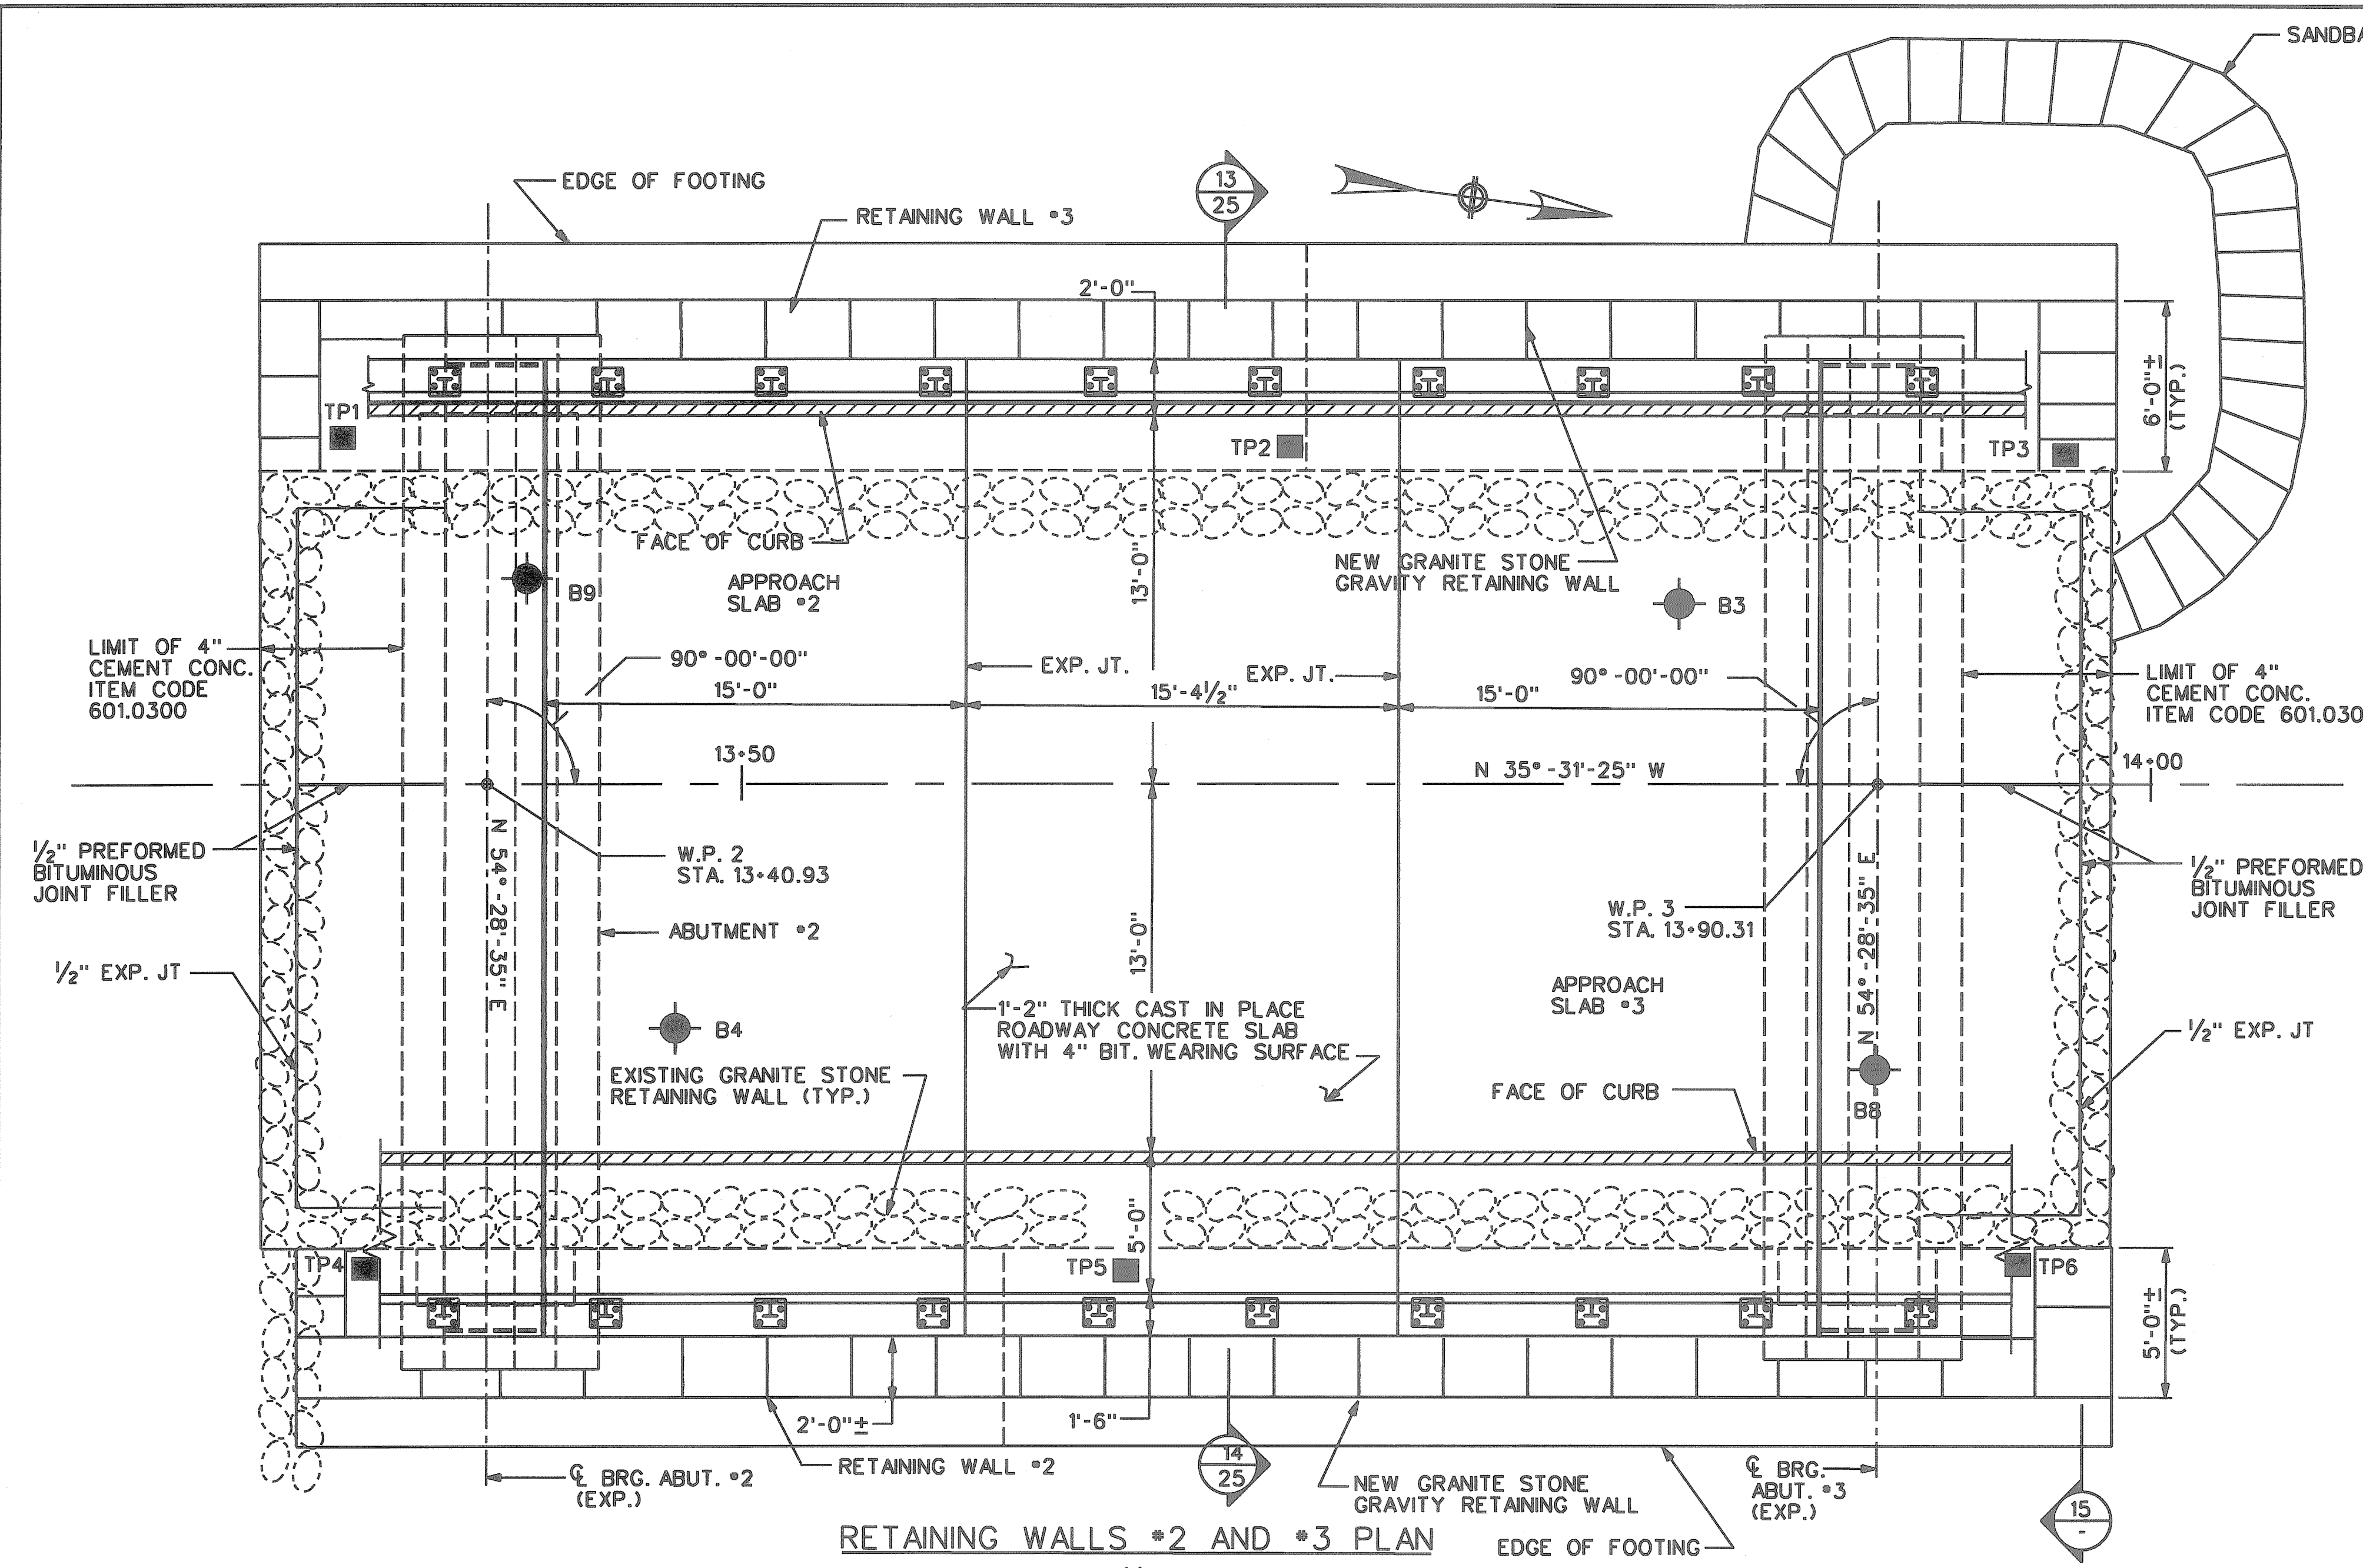 SANDBA
EDGE OF FOOTING
13
25
RETAINING WALL #3
2'-0"
6'-0"±
(TYP.)
TP1
TP2
TP3
FACE OF CURB
NEW GRANITE STONE
GRAVITY RETAINING WALL
APPROACH
SLAB #2
13'-0"
B9
B3
LIMIT OF 4"
CEMENT CONC.
ITEM CODE
601.0300
90°-00'-00"
EXP. JT.
EXP. JT.
90°-00'-00"
LIMIT OF 4"
CEMENT CONC.
ITEM CODE 601.030
15'-0"
15'-4½"
15'-0"
13+50
N 35°-31'-25" W
14+00
½" PREFORMED
BITUMINOUS
JOINT FILLER
N 54°-28'-35" E
W.P. 2
STA. 13+40.93
W.P. 3
STA. 13+90.31
N 54°-28'-35" E
½" PREFORMED
BITUMINOUS
JOINT FILLER
ABUTMENT #2
13'-0"
½" EXP. JT
APPROACH
SLAB #3
B4
1'-2" THICK CAST IN PLACE
ROADWAY CONCRETE SLAB
WITH 4" BIT. WEARING SURFACE
½" EXP. JT
EXISTING GRANITE STONE
RETAINING WALL (TYP.)
FACE OF CURB
B8
5'-0"
TP4
TP5
TP6
5'-0"±
(TYP.)
2'-0"±
1'-6"
RETAINING WALL #2
14
25
℄ BRG. ABUT. #2
(EXP.)
NEW GRANITE STONE
GRAVITY RETAINING WALL
℄ BRG.
ABUT. #3
(EXP.)
15
-
RETAINING WALLS #2 AND #3 PLAN
EDGE OF FOOTING